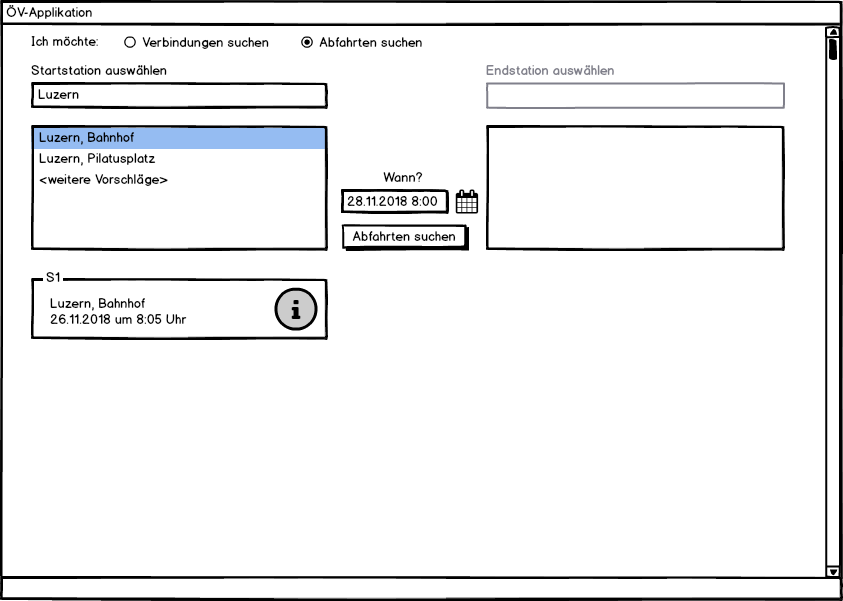 ÖV-Applikation
Ich möchte: Verbindungen suchen Abfahrten suchen
Startstation auswählen
Endstation auswählen
Luzern
Luzern, Bahnhof
Luzern, Pilatusplatz
<weitere Vorschläge>
Wann?
28.11.2018 8:00
Abfahrten suchen
S1
Luzern, Bahnhof
26.11.2018 um 8:05 Uhr
i